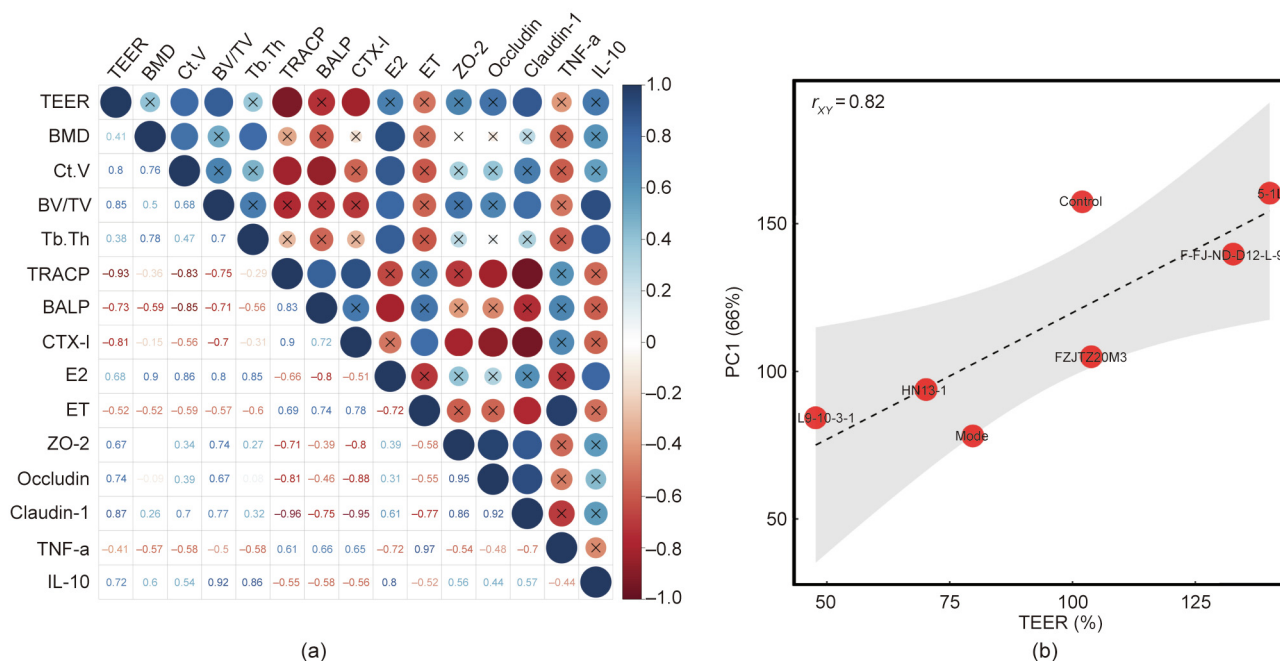 TEER BMD Ct.V BV/TV Tb.Th TRACP BALP CTX-I E2 ET ZO-2 Occludin Claudin-1 TNF-a IL-10
TEER
BMD 0.41
Ct.V 0.8 0.76
BV/TV 0.85 0.5 0.68
Tb.Th 0.38 0.78 0.47 0.7
TRACP −0.93 −0.36 −0.83 −0.75 −0.29
BALP −0.73 −0.59 −0.85 −0.71 −0.56 0.83
CTX-I −0.81 −0.15 −0.56 −0.7 −0.31 0.9 0.72
E2 0.68 0.9 0.86 0.8 0.85 −0.66 −0.8 −0.51
ET −0.52 −0.52 −0.59 −0.57 −0.6 0.69 0.74 0.78 −0.72
ZO-2 0.67 0.34 0.74 0.27 −0.71 −0.39 −0.8 0.39 −0.58
Occludin 0.74 −0.09 0.39 0.67 0.08 −0.81 −0.46 −0.88 0.31 −0.55 0.95
Claudin-1 0.87 0.26 0.7 0.77 0.32 −0.96 −0.75 −0.95 0.61 −0.77 0.86 0.92
TNF-a −0.41 −0.57 −0.58 −0.5 −0.58 0.61 0.66 0.65 −0.72 0.97 −0.54 −0.48 −0.7
IL-10 0.72 0.6 0.54 0.92 0.86 −0.55 −0.58 −0.56 0.8 −0.52 0.56 0.44 0.57 −0.44
1.0
0.8
0.6
0.4
0.2
0
−0.2
−0.4
−0.6
−0.8
−1.0
(a)
rXY = 0.82
PC1 (66%)
150
100
50
Control
5-1
F-FJ-ND-D12-L-9
FZJTZ20M3
HN13-1
L9-10-3-1
Mode
50 75 100 125
TEER (%)
(b)